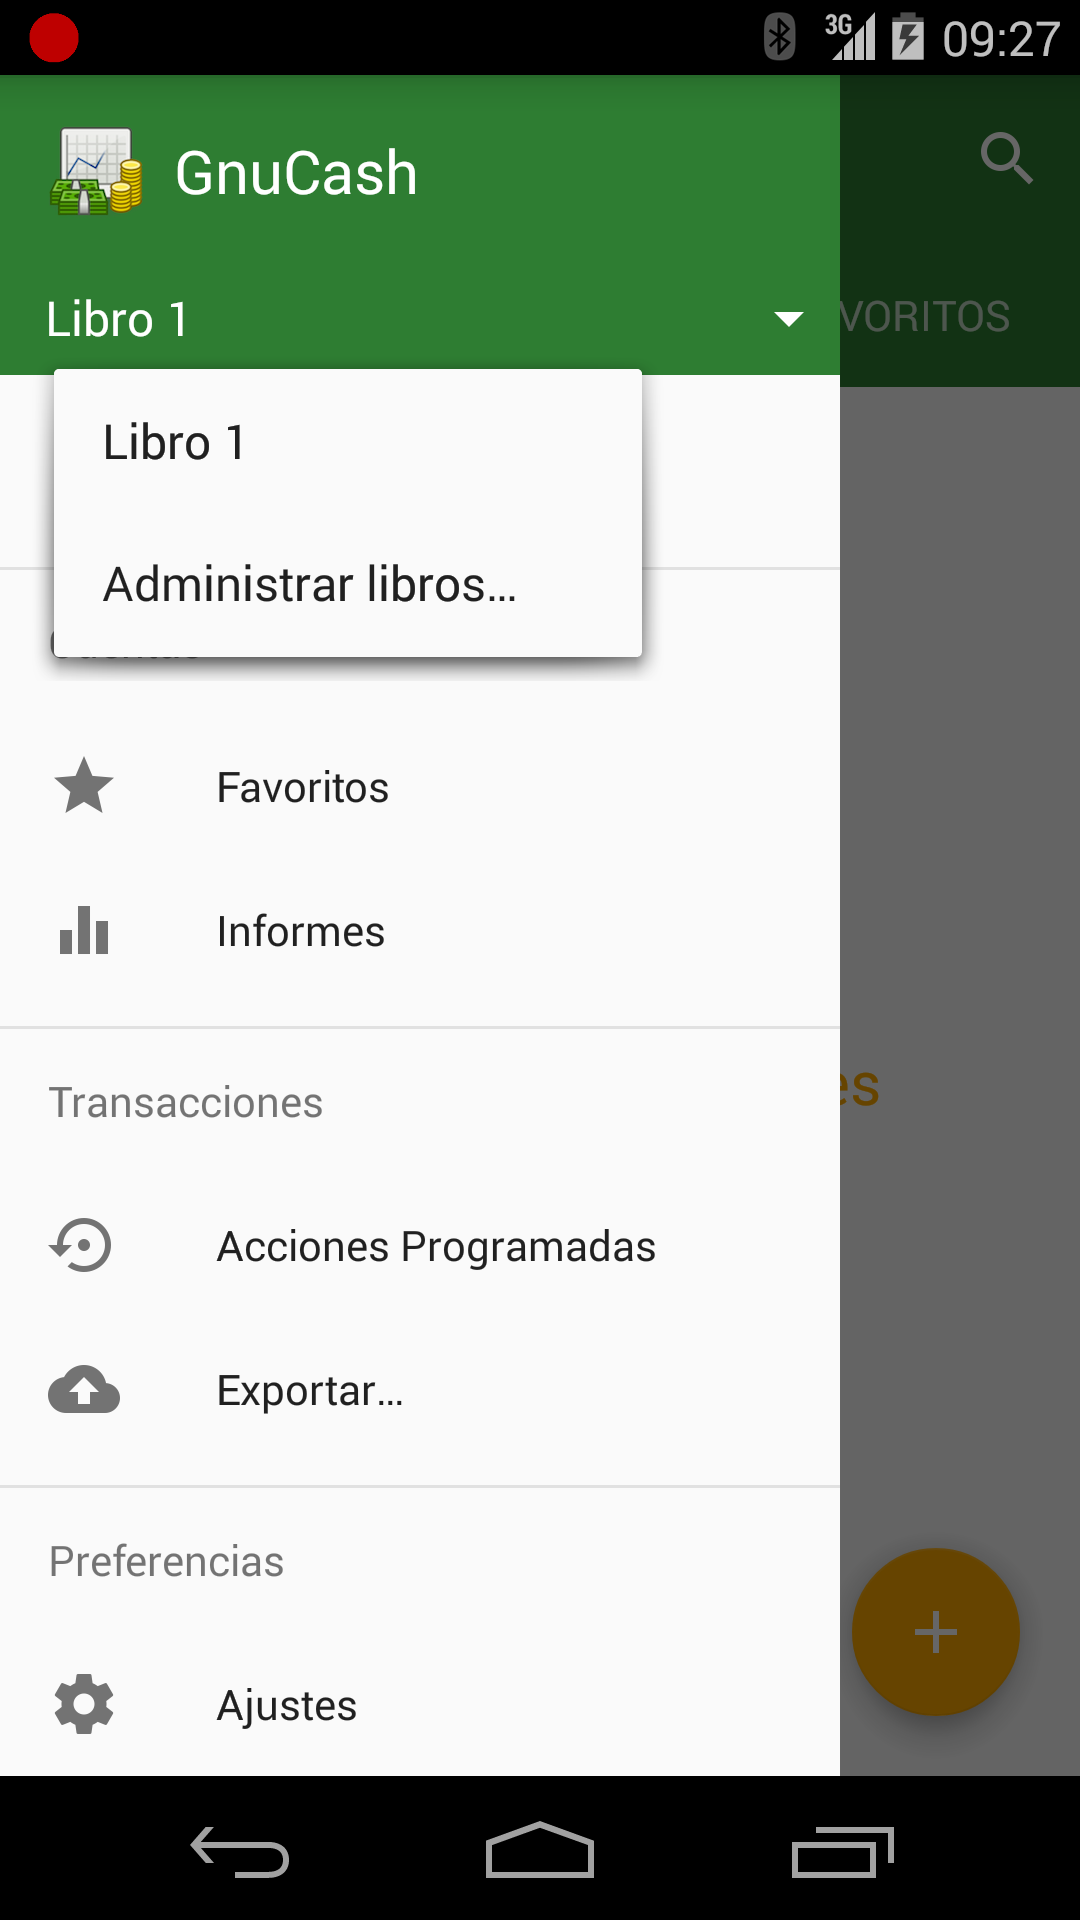 3G 09:27
GnuCash
Libro 1
VORITOS
Libro 1
Administrar libros...
Favoritos
Informes
es
Transacciones
Acciones Programadas
Exportar...
Preferencias
Ajustes